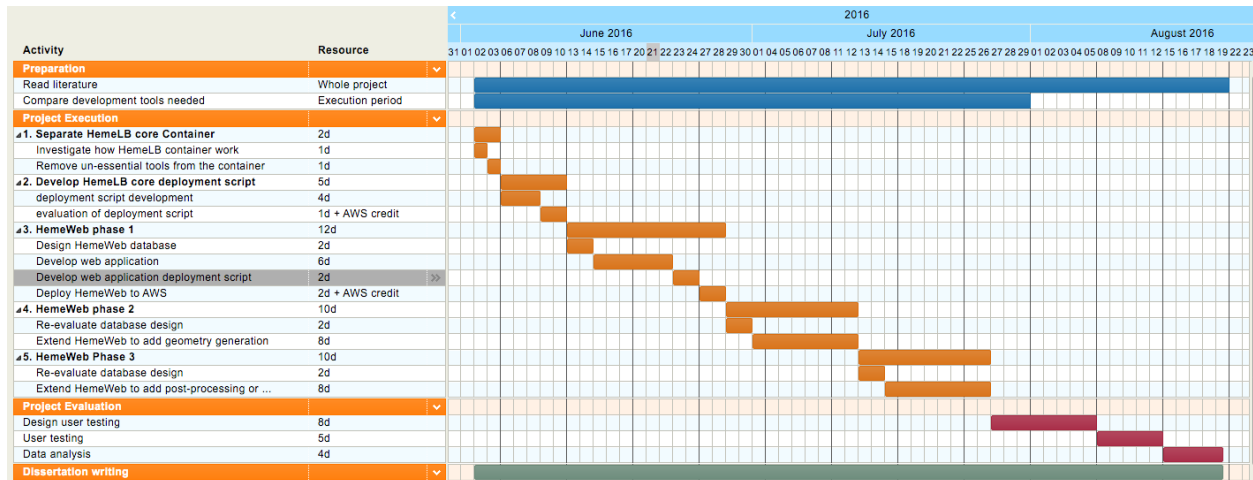 2016
June 2016 July 2016 August 2016
Activity Resource 31 01 02 03 06 07 08 09 10 13 14 15 16 17 20 21 22 23 24 27 28 29 30 01 04 05 06 07 08 11 12 13 14 15 18 19 20 21 22 25 26 27 28 29 01 02 03 04 05 08 09 10 11 12 15 16 17 18 19 22 23
Preparation
Read literature Whole project
Compare development tools needed Execution period
Project Execution
1. Separate HemeLB core Container 2d
Investigate how HemeLB container work 1d
Remove un-essential tools from the container 1d
2. Develop HemeLB core deployment script 5d
deployment script development 4d
evaluation of deployment script 1d + AWS credit
3. HemeWeb phase 1 12d
Design HemeWeb database 2d
Develop web application 6d
Develop web application deployment script 2d
Deploy HemeWeb to AWS 2d + AWS credit
4. HemeWeb phase 2 10d
Re-evaluate database design 2d
Extend HemeWeb to add geometry generation 8d
5. HemeWeb Phase 3 10d
Re-evaluate database design 2d
Extend HemeWeb to add post-processing or ... 8d
Project Evaluation
Design user testing 8d
User testing 5d
Data analysis 4d
Dissertation writing